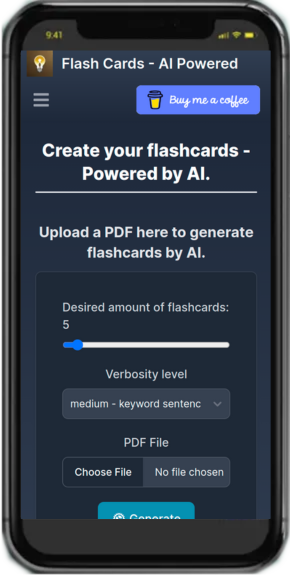 9:41
Flash Cards - AI Powered
Buy me a coffee
Create your flashcards -
Powered by AI.
Upload a PDF here to generate
flashcards by AI.
Desired amount of flashcards:
5
Verbosity level
medium - keyword sentenc
PDF File
Choose File No file chosen
Generate